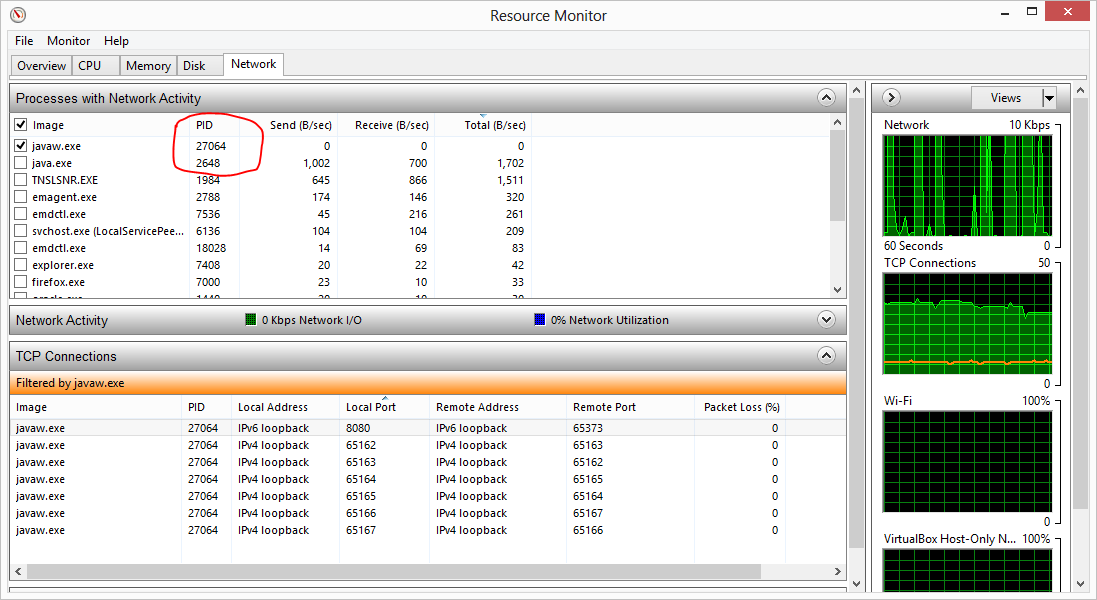 Resource Monitor
File Monitor Help
Overview CPU Memory Disk Network
Processes with Network Activity
Image PID Send (B/sec) Receive (B/sec) Total (B/sec)
javaw.exe 27064 0 0 0
java.exe 2648 1,002 700 1,702
TNSLSNR.EXE 1984 645 866 1,511
emagent.exe 2788 174 146 320
emdctl.exe 7536 45 216 261
svchost.exe (LocalServicePee... 6136 104 104 209
emdctl.exe 18028 14 69 83
explorer.exe 7408 20 22 42
firefox.exe 7000 23 10 33
Network Activity 0 Kbps Network I/O 0% Network Utilization
TCP Connections
Filtered by javaw.exe
Image PID Local Address Local Port Remote Address Remote Port Packet Loss (%)
javaw.exe 27064 IPv6 loopback 8080 IPv6 loopback 65373 0
javaw.exe 27064 IPv4 loopback 65162 IPv4 loopback 65163 0
javaw.exe 27064 IPv4 loopback 65163 IPv4 loopback 65162 0
javaw.exe 27064 IPv4 loopback 65164 IPv4 loopback 65165 0
javaw.exe 27064 IPv4 loopback 65165 IPv4 loopback 65164 0
javaw.exe 27064 IPv4 loopback 65166 IPv4 loopback 65167 0
javaw.exe 27064 IPv4 loopback 65167 IPv4 loopback 65166 0
Views
Network 10 Kbps
60 Seconds 0
TCP Connections 50
0
Wi-Fi 100%
0
VirtualBox Host-Only N... 100%